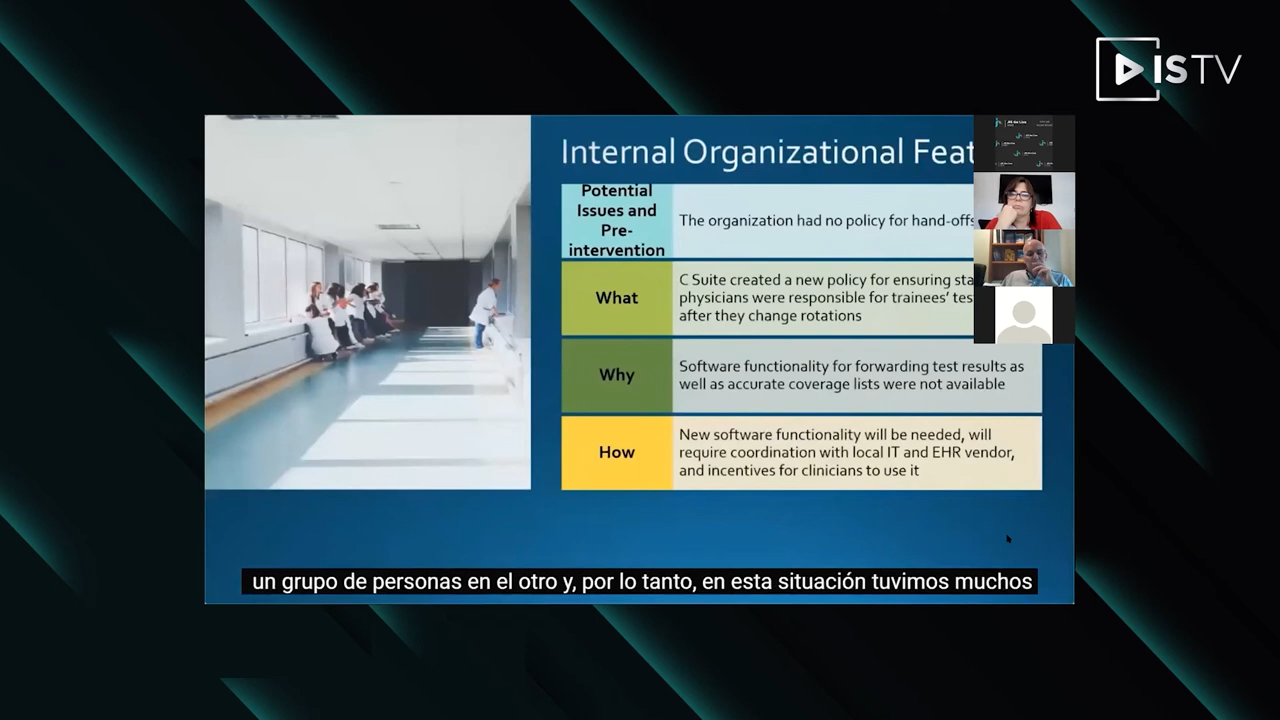 ISTV
Internal Organizational Feat
Potential
Issues and
Pre-
intervention
The organization had no policy for hand-offs
What
C Suite created a new policy for ensuring sta
physicians were responsible for trainees' tes
after they change rotations
Why
Software functionality for forwarding test results as
well as accurate coverage lists were not available
How
New software functionality will be needed, will
require coordination with local IT and EHR vendor,
and incentives for clinicians to use it
un grupo de personas en el otro y, por lo tanto, en esta situación tuvimos muchos